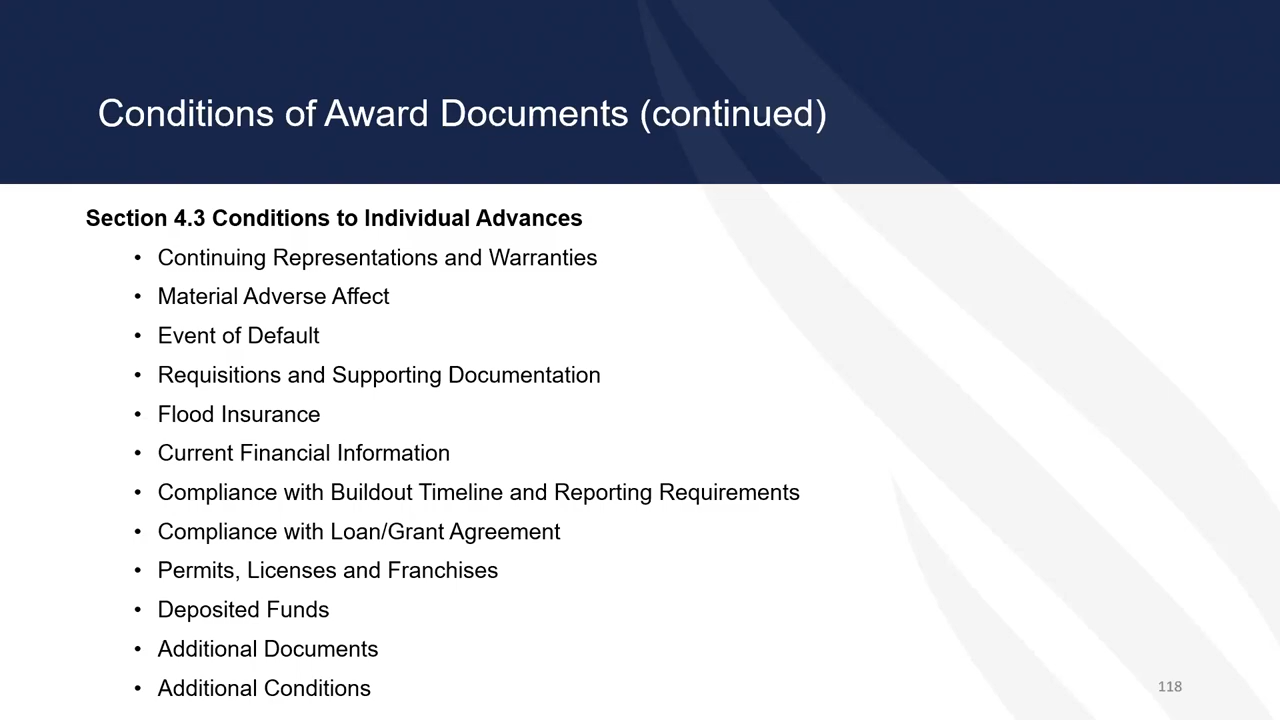 Conditions of Award Documents (continued)
Section 4.3 Conditions to Individual Advances
• Continuing Representations and Warranties
• Material Adverse Affect
• Event of Default
• Requisitions and Supporting Documentation
• Flood Insurance
• Current Financial Information
• Compliance with Buildout Timeline and Reporting Requirements
• Compliance with Loan/Grant Agreement
• Permits, Licenses and Franchises
• Deposited Funds
• Additional Documents
• Additional Conditions
118